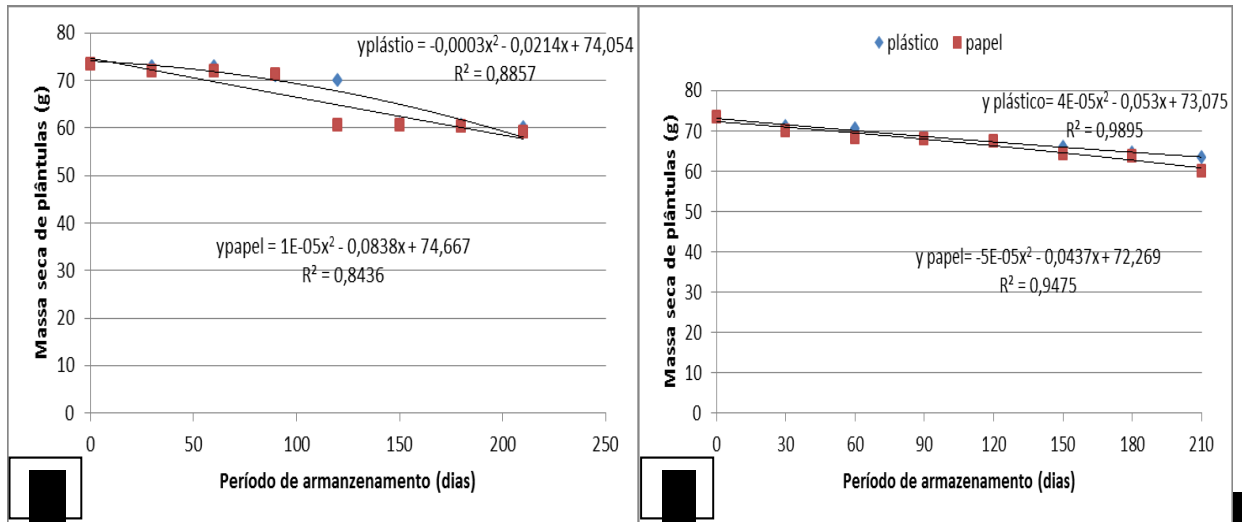 Massa seca de plântulas (g)
80
70
60
50
40
30
20
10
0
yplástio = -0,0003x² - 0,0214x + 74,054
R² = 0,8857
ypapel = 1E-05x² - 0,0838x + 74,667
R² = 0,8436
0 50 100 150 200 250
Período de armanzenamento (dias)
plástico papel
Massa seca de plântulas (g)
80
70
60
50
40
30
20
10
0
y plástico= 4E-05x² - 0,053x + 73,075
R² = 0,9895
y papel= -5E-05x² - 0,0437x + 72,269
R² = 0,9475
0 30 60 90 120 150 180 210
Período de armazenamento (dias)